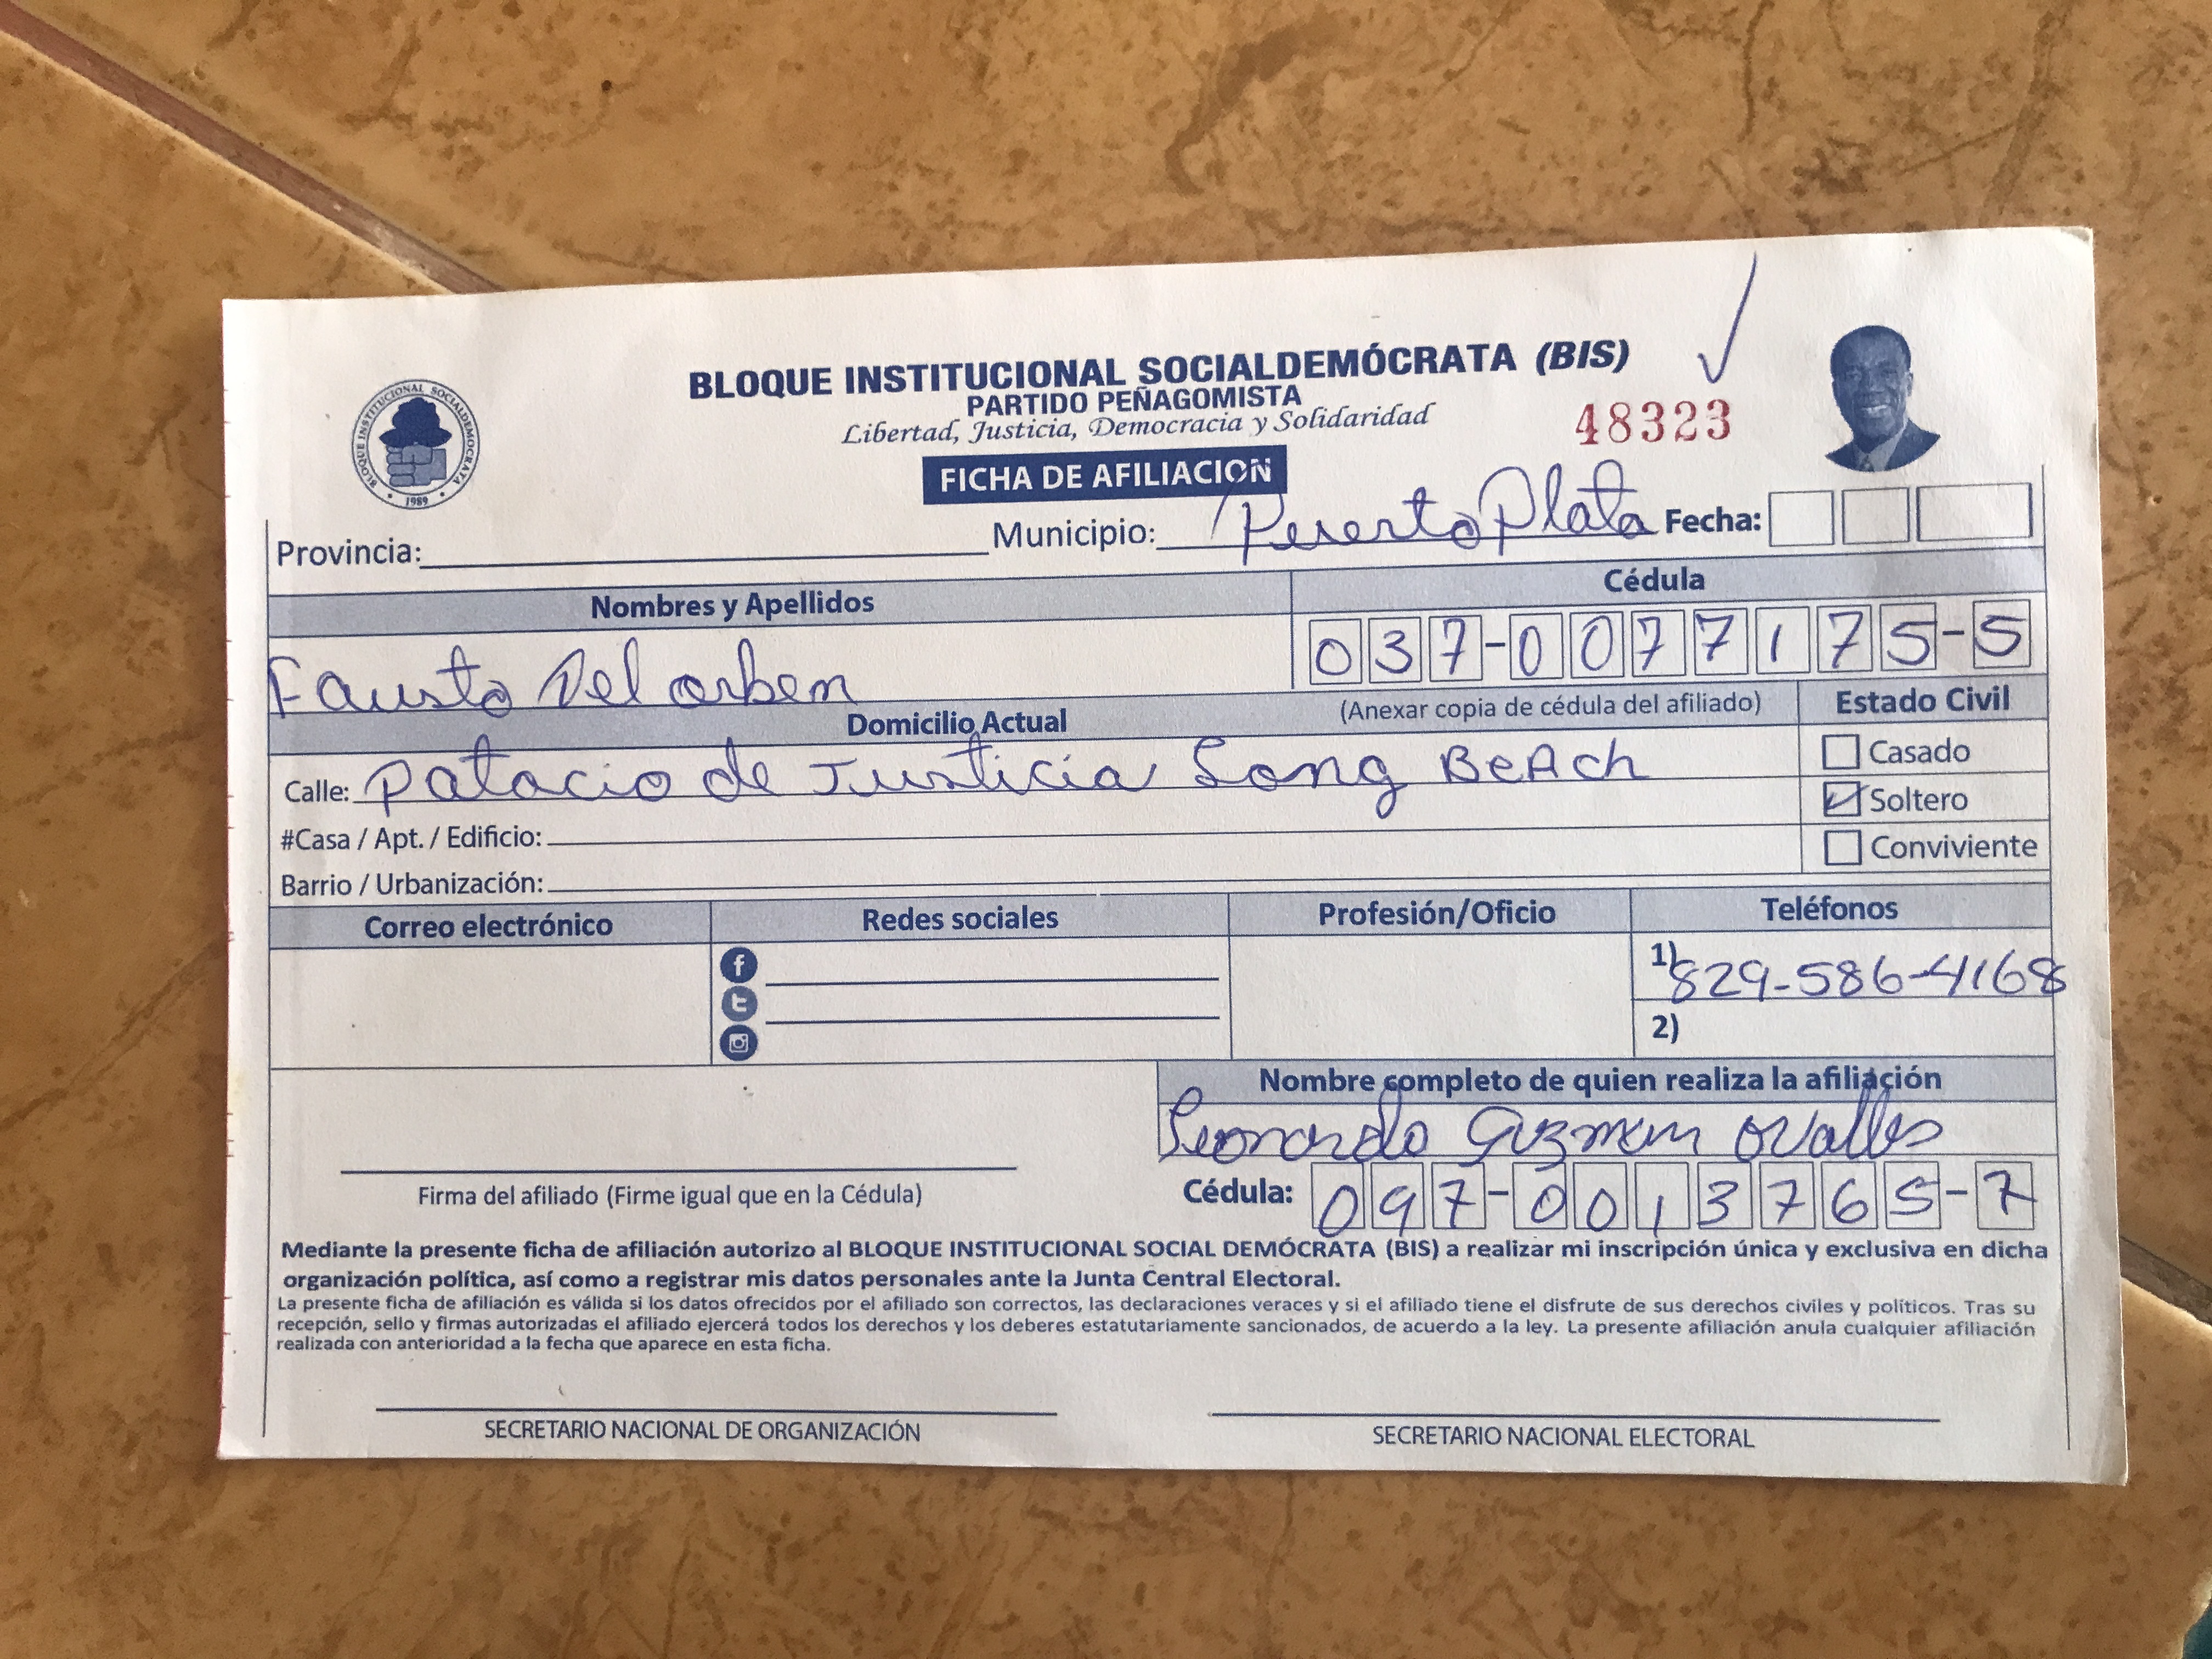 BLOQUE INSTITUCIONAL SOCIALDEMÓCRATA (BIS)
PARTIDO PEÑAGOMISTA
Libertad, Justicia, Democracia y Solidaridad
48323
BLOQUE INSTITUCIONAL SOCIALDEMOCRATA
1989
FICHA DE AFILIACIÓN
Provincia: Municipio: Puerto Plata Fecha:
Nombres y Apellidos Cédula
Fausto Del orben 037-0077175-5
Domicilio Actual (Anexar copia de cédula del afiliado) Estado Civil
Calle: Palacio de Justicia Long BeAch Casado
Soltero
#Casa / Apt. / Edificio:
Conviviente
Barrio / Urbanización:
Correo electrónico Redes sociales Profesión/Oficio Teléfonos
1) 829-586-4168
2)
Nombre completo de quien realiza la afiliación
Leonardo Guzman Ovalles
Firma del afiliado (Firme igual que en la Cédula) Cédula: 097-0013765-7
Mediante la presente ficha de afiliación autorizo al BLOQUE INSTITUCIONAL SOCIAL DEMÓCRATA (BIS) a realizar mi inscripción única y exclusiva en dicha
organización política, así como a registrar mis datos personales ante la Junta Central Electoral.
La presente ficha de afiliación es válida si los datos ofrecidos por el afiliado son correctos, las declaraciones veraces y si el afiliado tiene el disfrute de sus derechos civiles y políticos. Tras su
recepción, sello y firmas autorizadas el afiliado ejercerá todos los derechos y los deberes estatutariamente sancionados, de acuerdo a la ley. La presente afiliación anula cualquier afiliación
realizada con anterioridad a la fecha que aparece en esta ficha.
SECRETARIO NACIONAL DE ORGANIZACIÓN SECRETARIO NACIONAL ELECTORAL